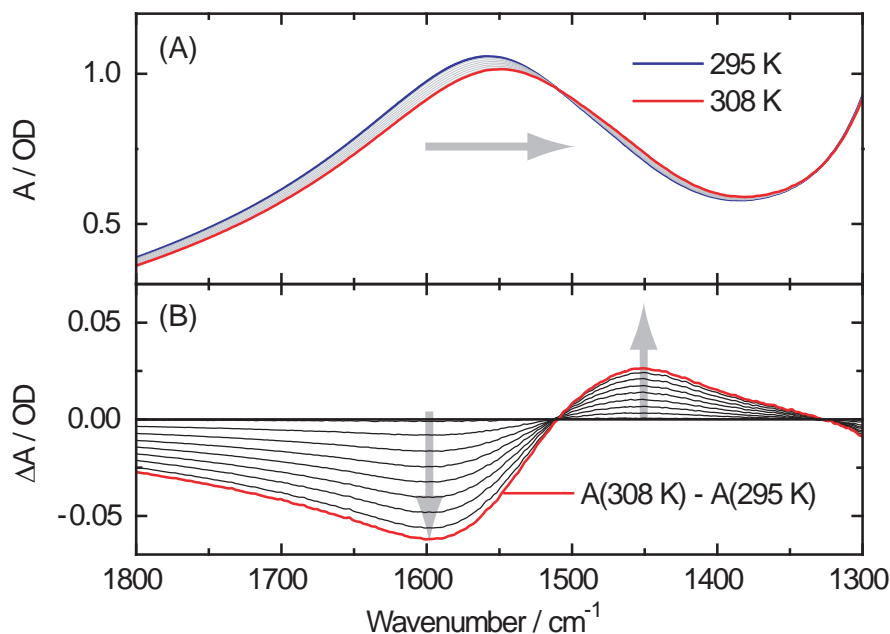 (A)
295 K
308 K
1.0
0.5
A / OD
(B)
0.05
0.00
-0.05
ΔA / OD
A(308 K) - A(295 K)
1800 1700 1600 1500 1400 1300
Wavenumber / cm⁻¹